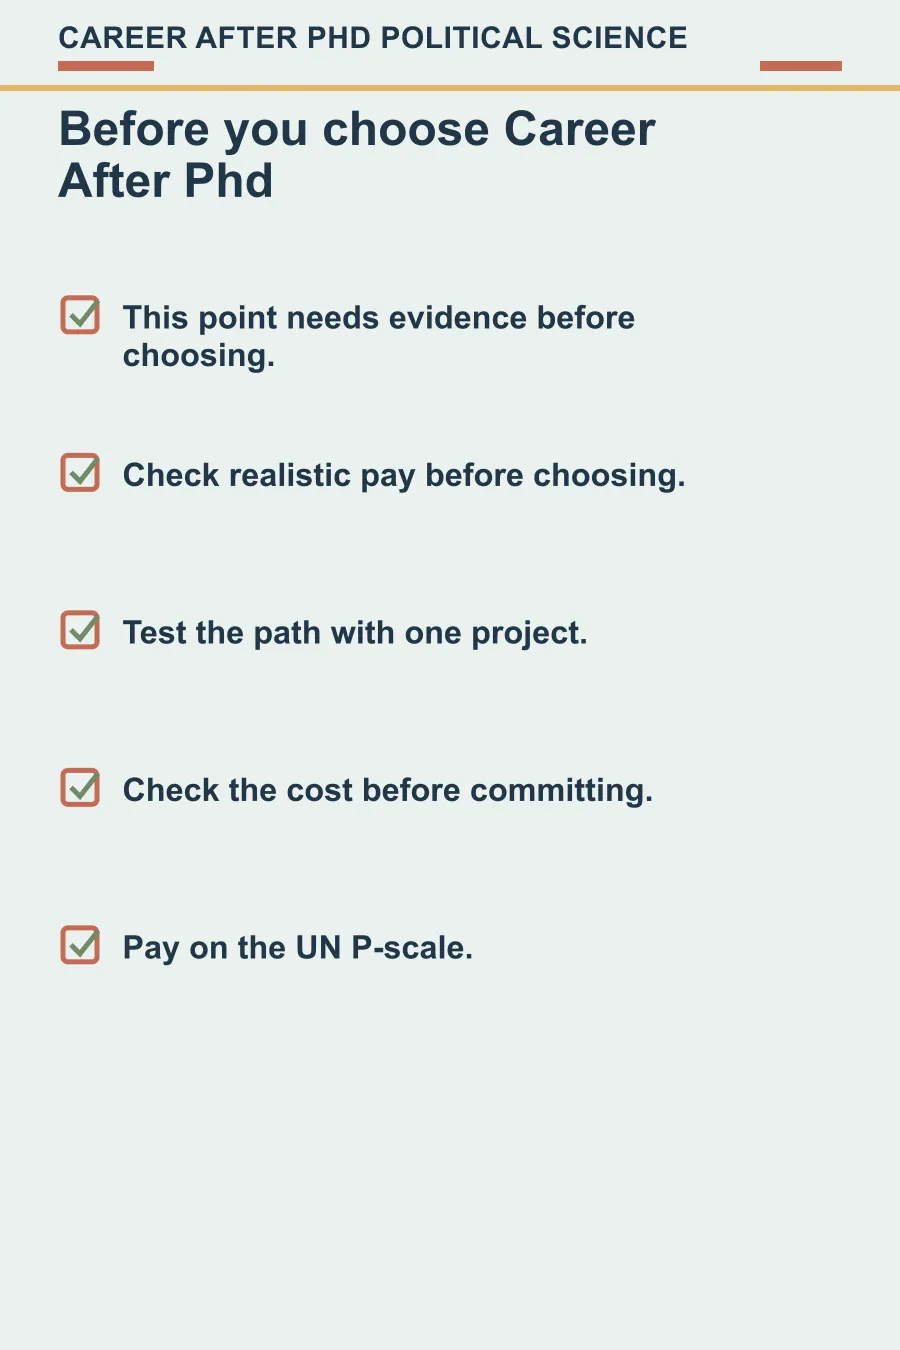 CAREER AFTER PHD POLITICAL SCIENCE
Before you choose Career
After Phd
This point needs evidence before
choosing.
Check realistic pay before choosing.
Test the path with one project.
Check the cost before committing.
Pay on the UN P-scale.